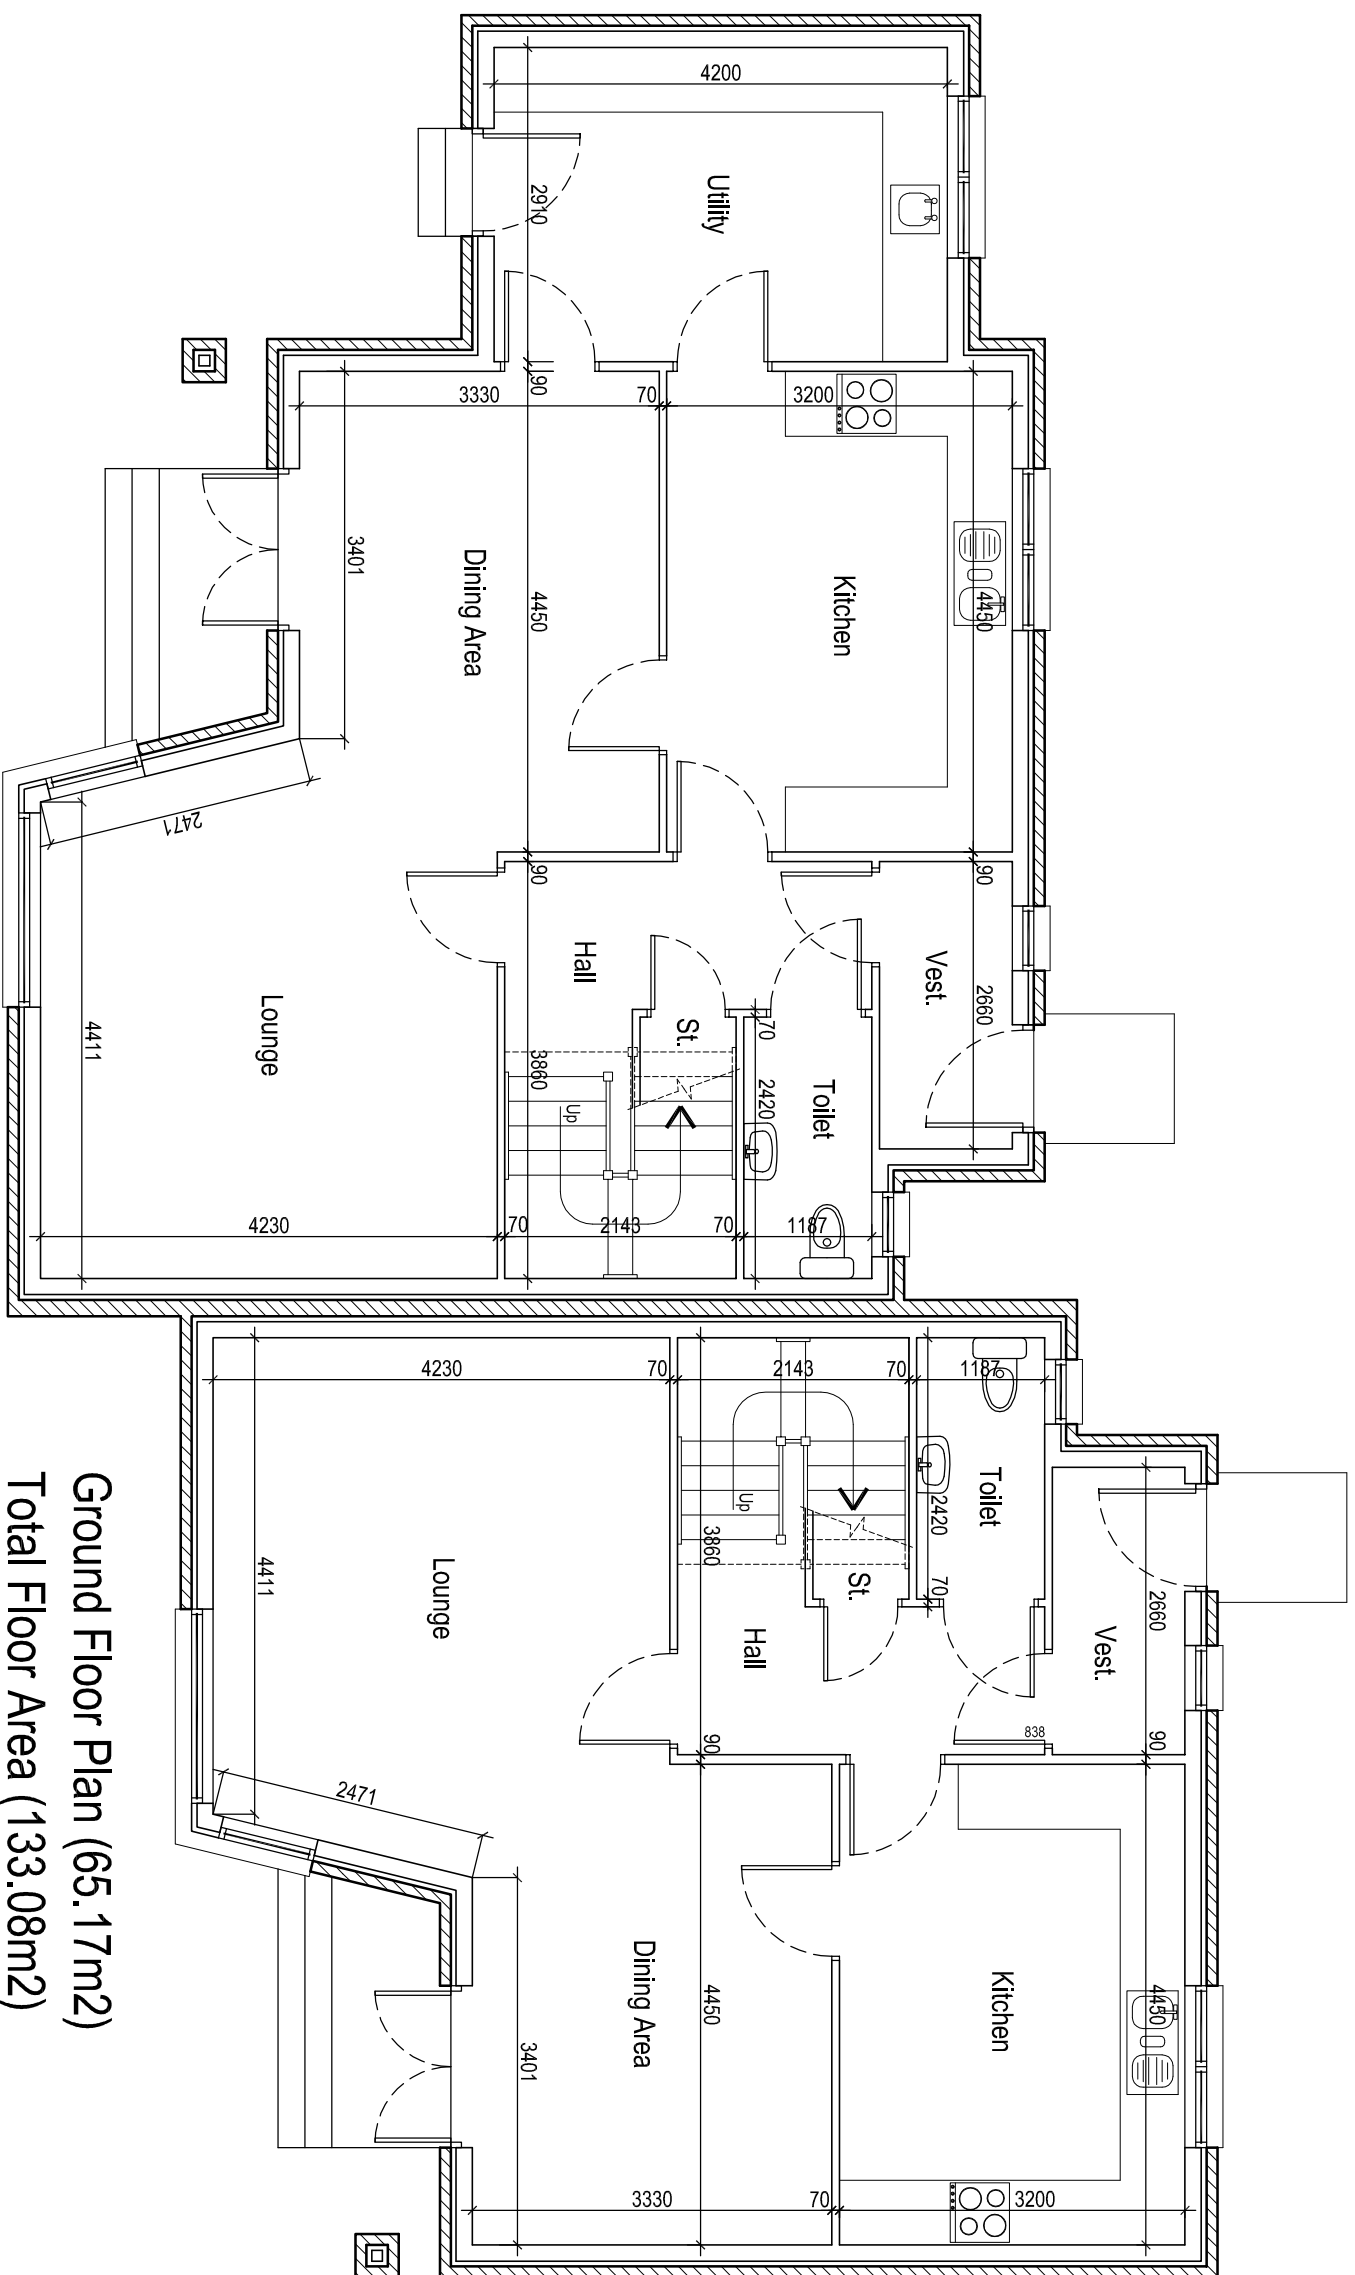 4200
Utility
2910
90
3330
70
3200
3401
Dining Area
4450
Kitchen
4450
2471
90
90
Hall
Vest.
2660
Lounge
4411
St.
70
3860
Up
2420
Toilet
4230
70
2143
70
1187
4230
70
2143
70
1187
Up
3860
Toilet
2420
70
St.
Lounge
4411
Hall
Vest.
2660
838
90
90
2471
Dining Area
4450
Kitchen
4450
3401
3330
70
3200
Ground Floor Plan (65.17m2)
Total Floor Area (133.08m2)